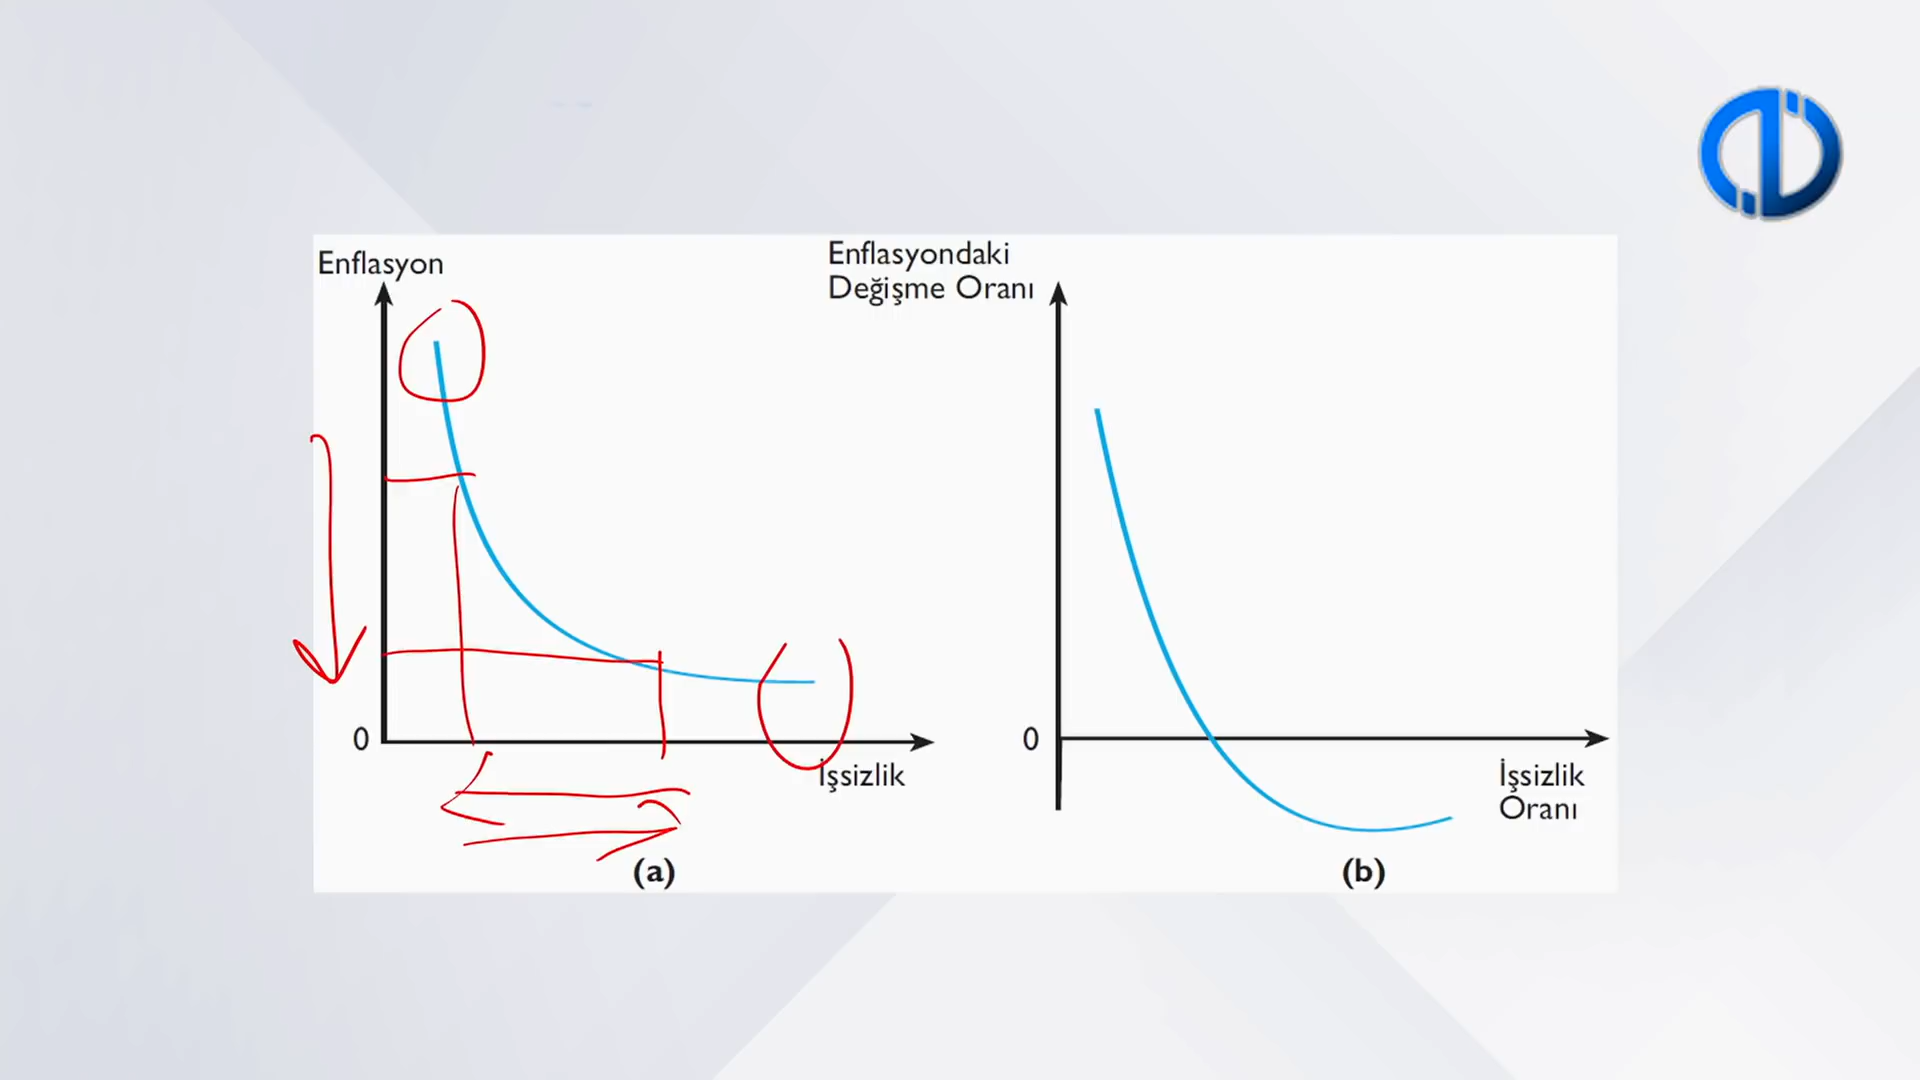 Enflasyon
0
İşsizlik
(a)
Enflasyondaki
Değişme Oranı
0
İşsizlik
Oranı
(b)